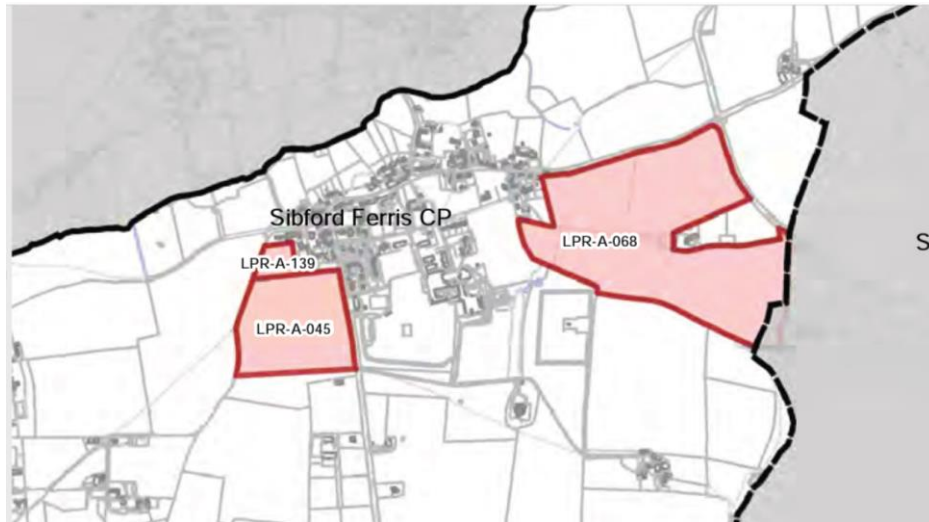 Sibford Ferris CP
S
LPR-A-068
LPR-A-139
LPR-A-045